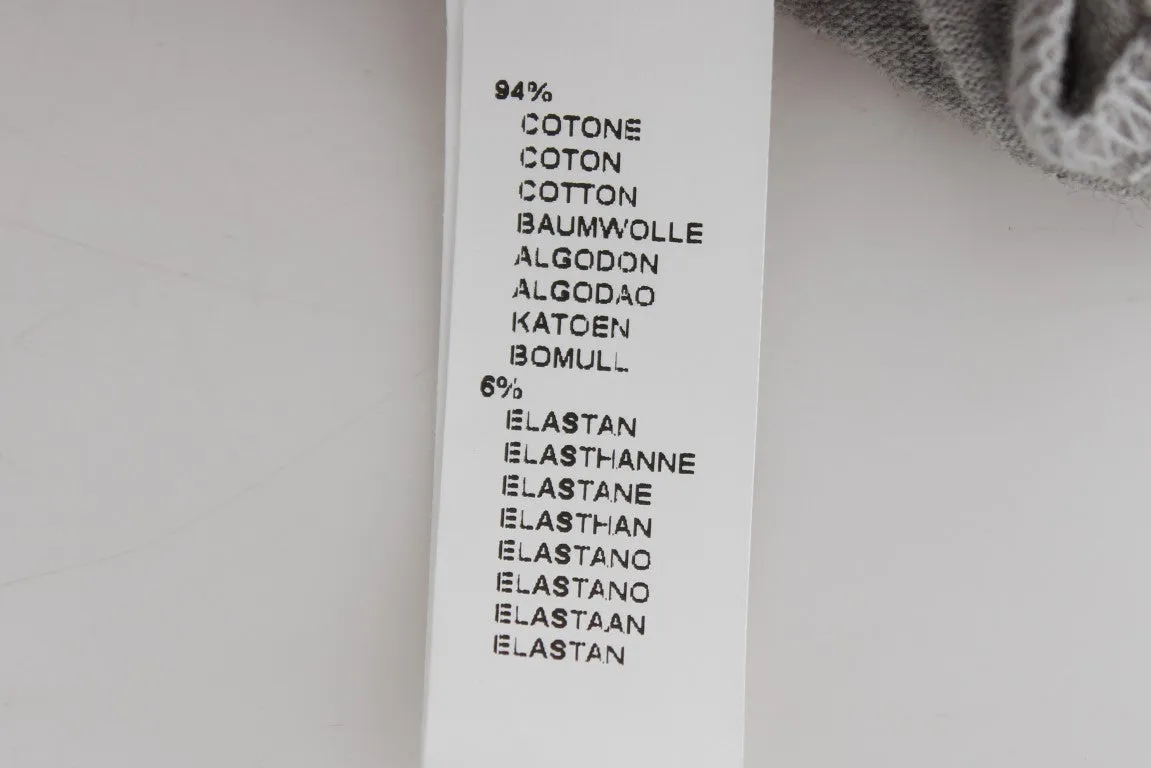 94%
COTONE
COTON
COTTON
BAUMWOLLE
ALGODON
ALGODAO
KATOEN
BOMULL
6%
ELASTAN
ELASTHANNE
ELASTANE
ELASTHAN
ELASTANO
ELASTANO
ELASTAAN
ELASTAN